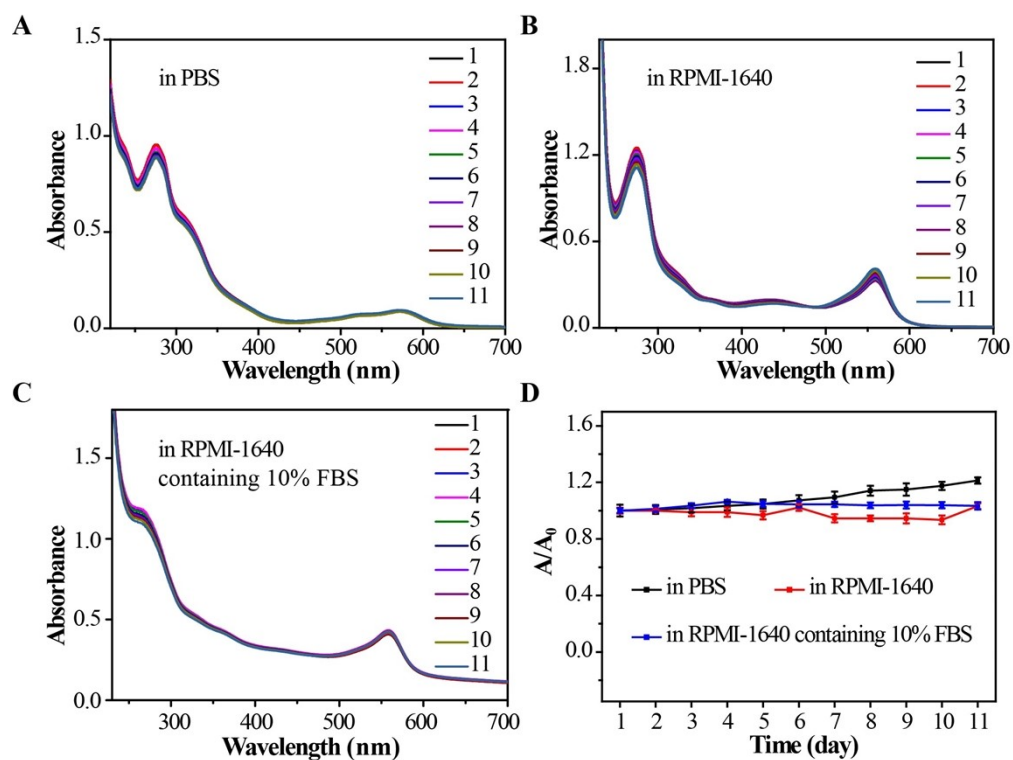 A
1.5
1.0
0.5
0.0
Absorbance
in PBS
1
2
3
4
5
6
7
8
9
10
11
300 400 500 600 700
Wavelength (nm)
B
1.8
1.2
0.6
0.0
Absorbance
in RPMI-1640
1
2
3
4
5
6
7
8
9
10
11
300 400 500 600 700
Wavelength (nm)
C
1.5
1.0
0.5
0.0
Absorbance
in RPMI-1640
containing 10% FBS
1
2
3
4
5
6
7
8
9
10
11
300 400 500 600 700
Wavelength (nm)
D
1.6
1.2
0.8
0.4
0.0
A/A0
in PBS in RPMI-1640
in RPMI-1640 containing 10% FBS
1 2 3 4 5 6 7 8 9 10 11
Time (day)